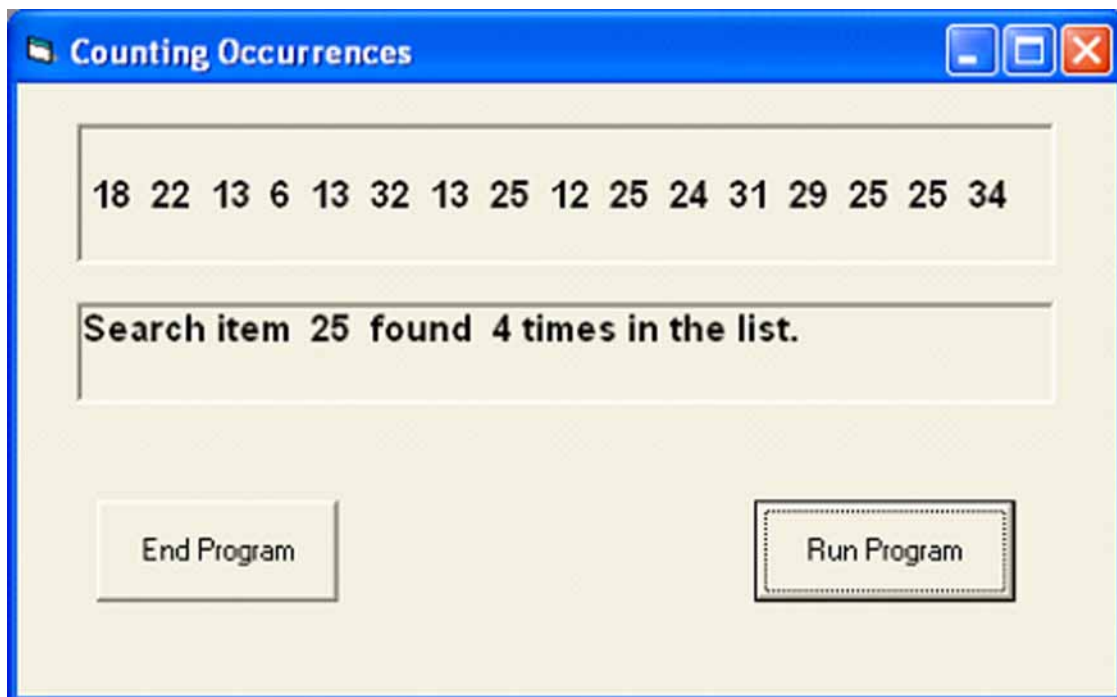 Counting Occurrences
18 22 13 6 13 32 13 25 12 25 24 31 29 25 25 34
Search item 25 found 4 times in the list.
End Program
Run Program